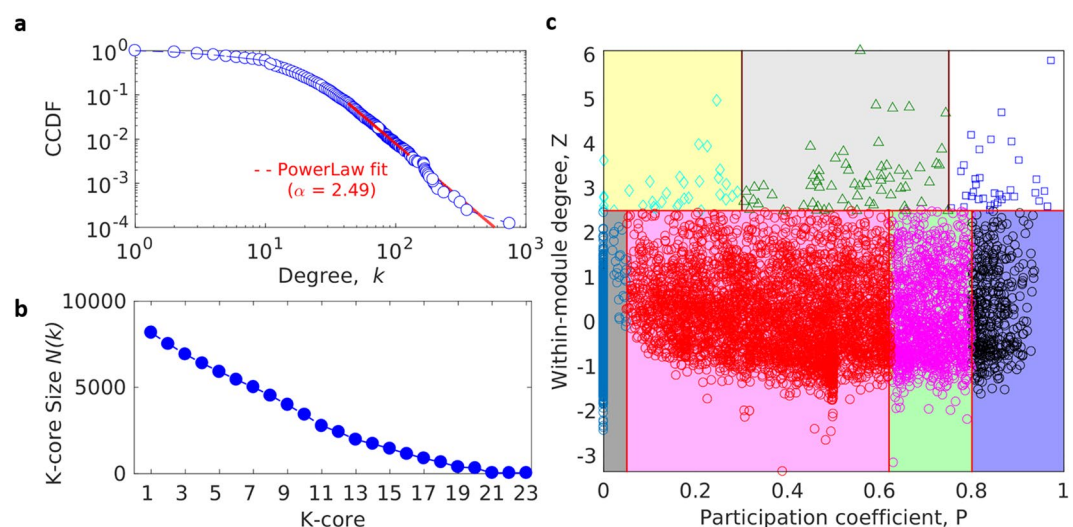 a
10^0
10^-1
10^-2
10^-3
10^-4
CCDF
-- PowerLaw fit
(α = 2.49)
10^0
10^1
10^2
10^3
Degree, k
b
10000
5000
0
K-core Size N(k)
1 3 5 7 9 11 13 15 17 19 21 23
K-core
c
6
5
4
3
2
1
0
-1
-2
-3
Within-module degree, Z
0 0.2 0.4 0.6 0.8 1
Participation coefficient, P